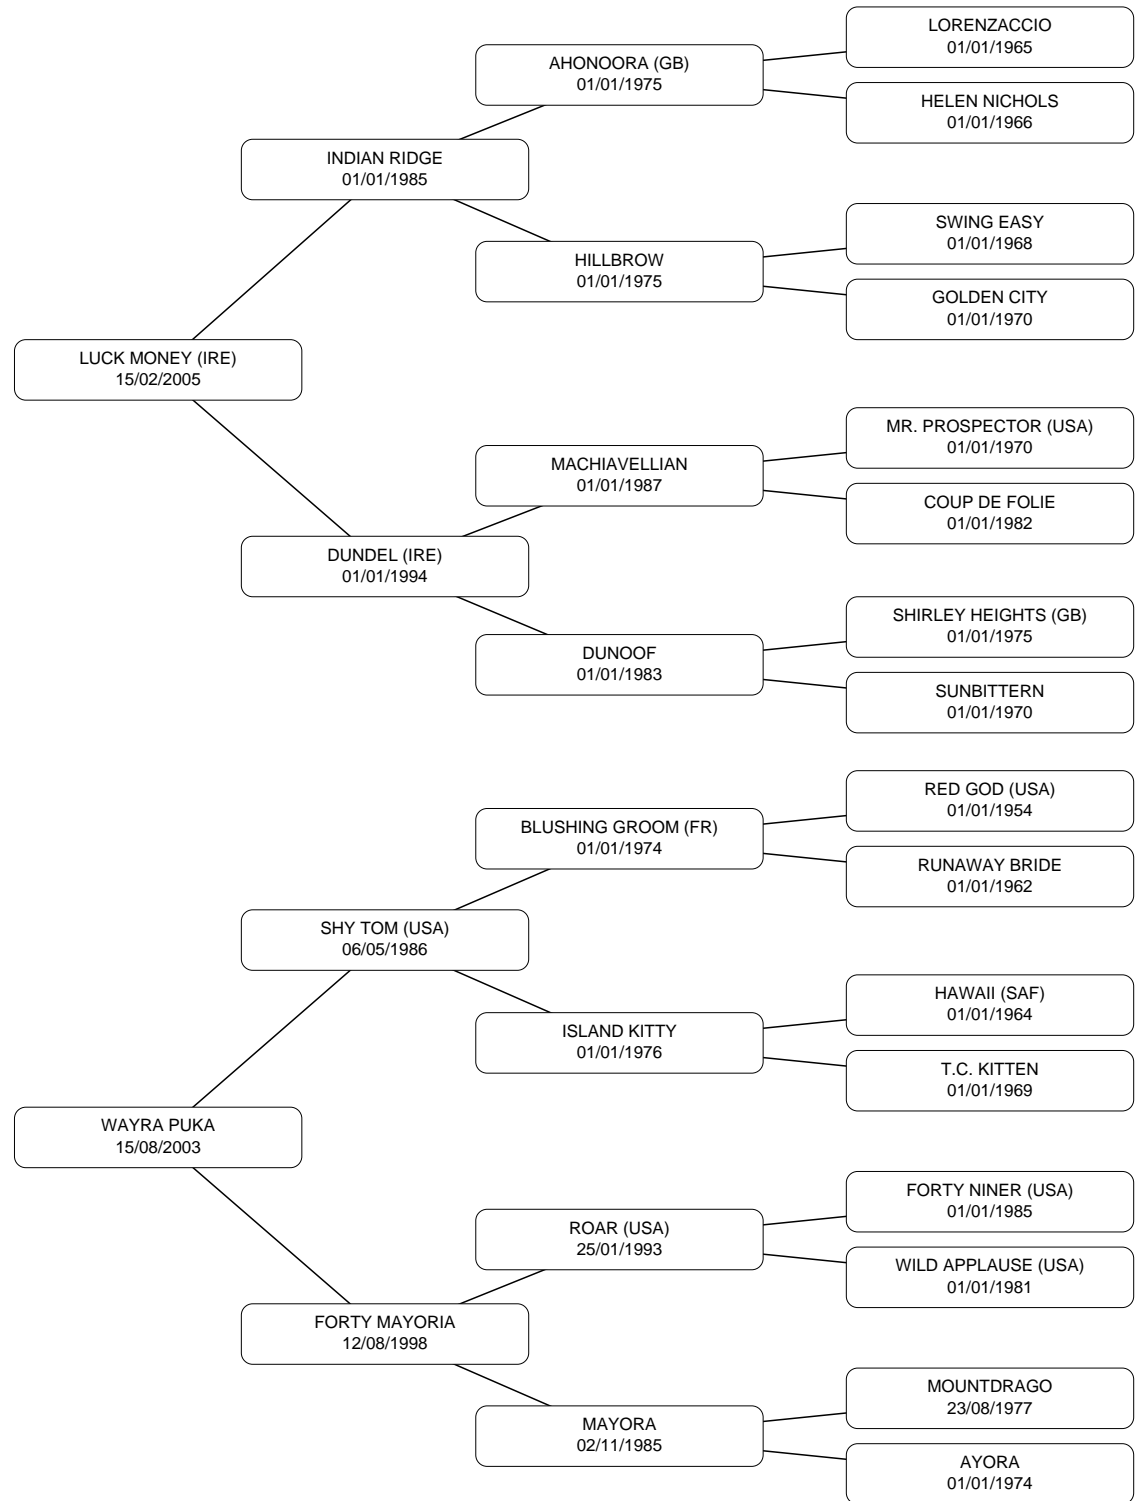 LORENZACCIO
01/01/1965
AHONOORA (GB)
01/01/1975
HELEN NICHOLS
01/01/1966
INDIAN RIDGE
01/01/1985
SWING EASY
01/01/1968
HILLBROW
01/01/1975
GOLDEN CITY
01/01/1970
LUCK MONEY (IRE)
15/02/2005
MR. PROSPECTOR (USA)
01/01/1970
MACHIAVELLIAN
01/01/1987
COUP DE FOLIE
01/01/1982
DUNDEL (IRE)
01/01/1994
SHIRLEY HEIGHTS (GB)
01/01/1975
DUNOOF
01/01/1983
SUNBITTERN
01/01/1970
RED GOD (USA)
01/01/1954
BLUSHING GROOM (FR)
01/01/1974
RUNAWAY BRIDE
01/01/1962
SHY TOM (USA)
06/05/1986
HAWAII (SAF)
01/01/1964
ISLAND KITTY
01/01/1976
T.C. KITTEN
01/01/1969
WAYRA PUKA
15/08/2003
FORTY NINER (USA)
01/01/1985
ROAR (USA)
25/01/1993
WILD APPLAUSE (USA)
01/01/1981
FORTY MAYORIA
12/08/1998
MOUNTDRAGO
23/08/1977
MAYORA
02/11/1985
AYORA
01/01/1974